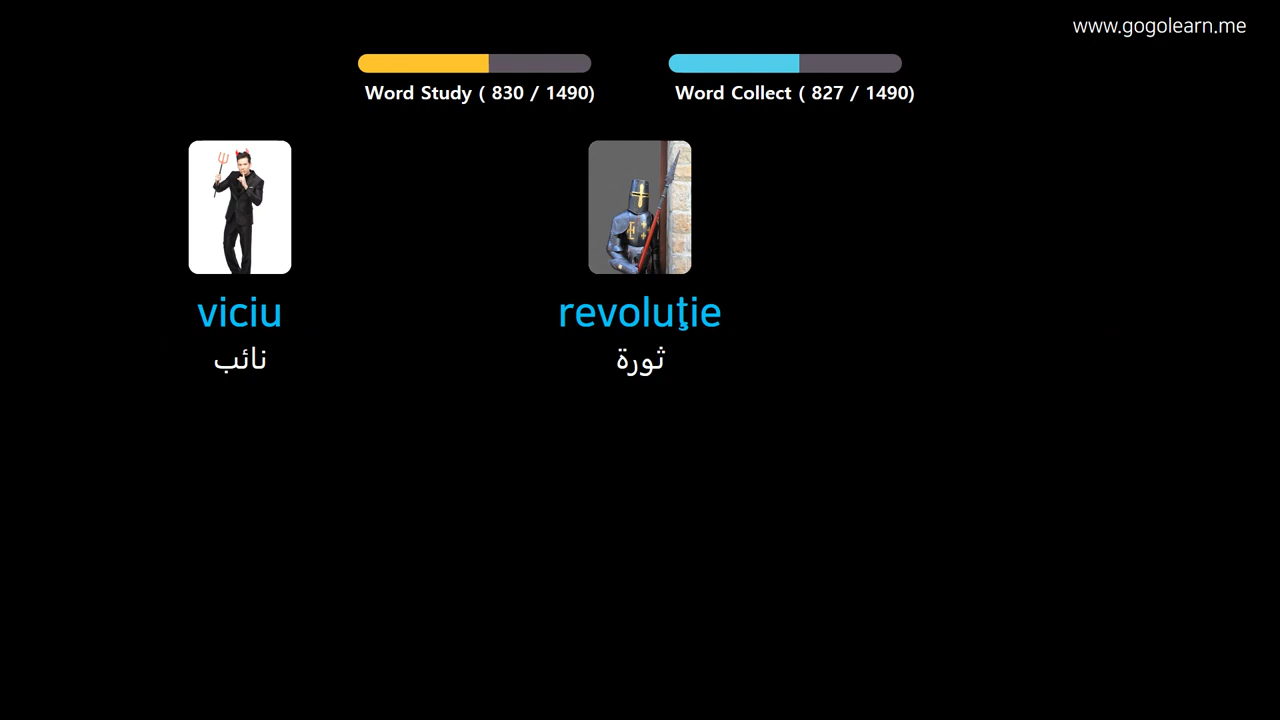 www.gogolearn.me
Word Study ( 830 / 1490)
Word Collect ( 827 / 1490)
viciu
revoluţie
نائب
ثورة